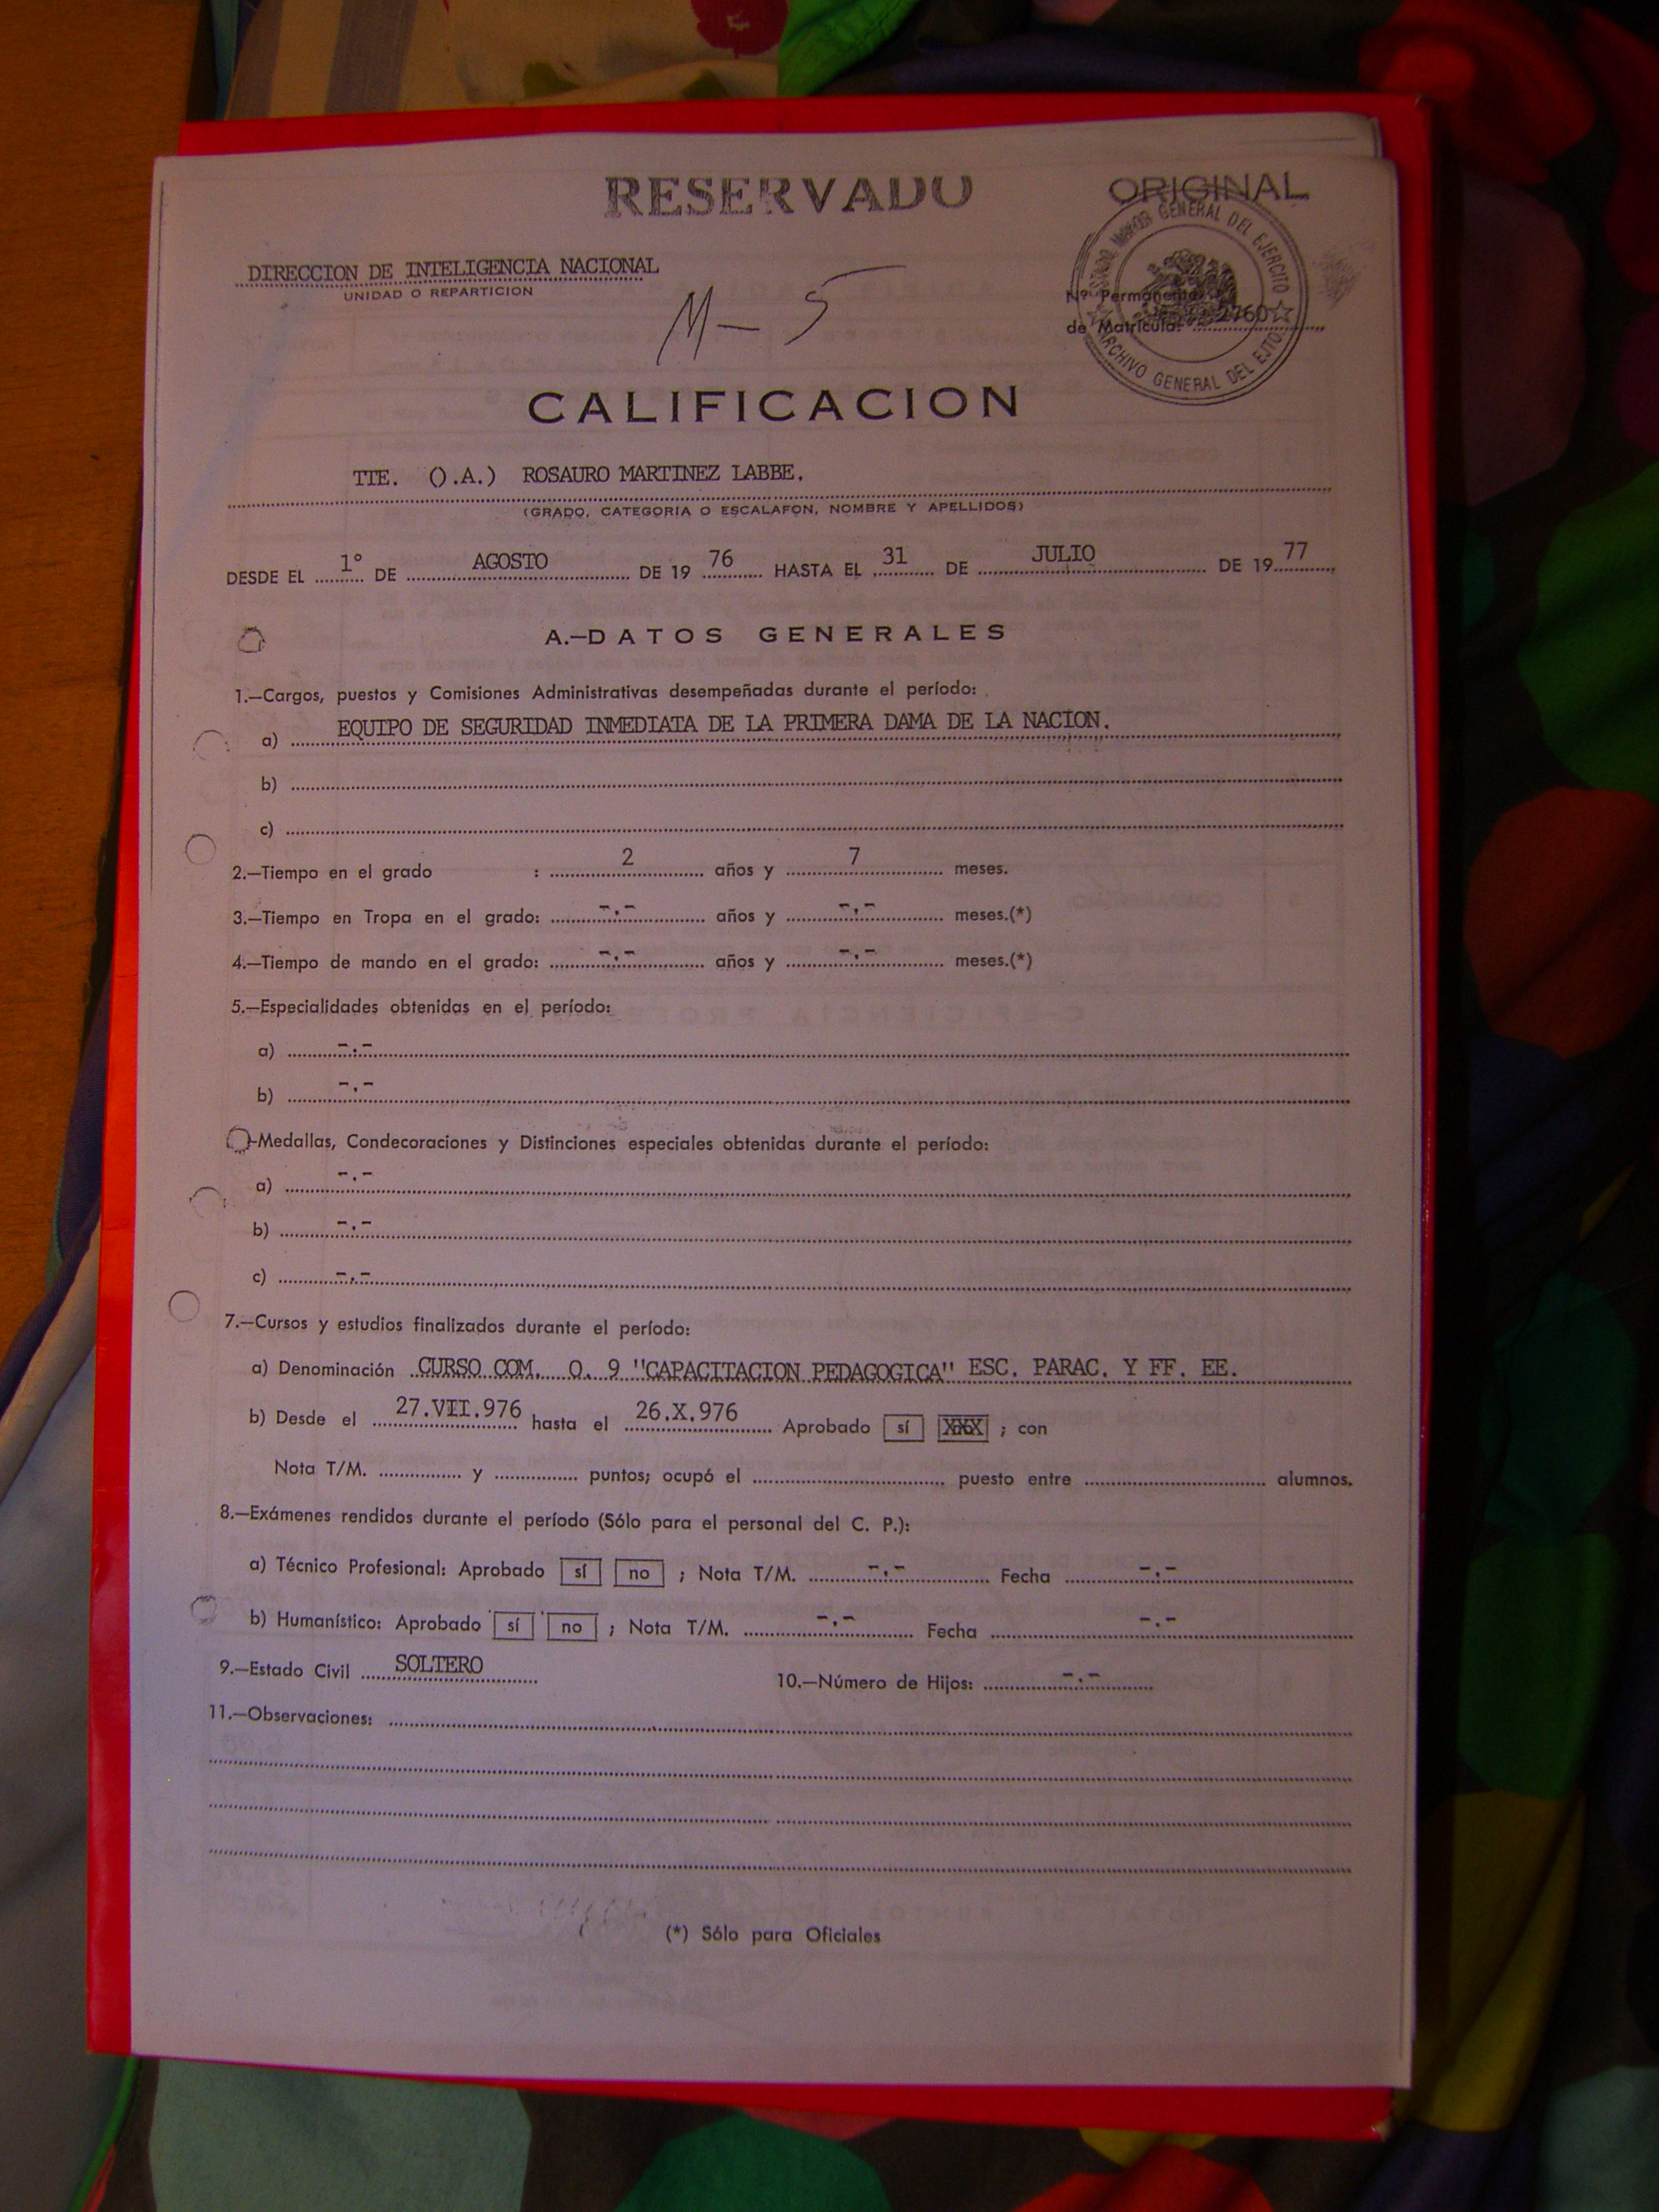 RESERVADO
ORIGINAL
ESTADO MAYOR GENERAL DEL EJERCITO
ARCHIVO GENERAL DEL EJTO.
DIRECCION DE INTELIGENCIA NACIONAL
UNIDAD O REPARTICION
M- 5
Nº Permanente
de Matrícula: 2760
CALIFICACION
TTE. ().A.) ROSAURO MARTINEZ LABBE.
(GRADO, CATEGORIA O ESCALAFON, NOMBRE Y APELLIDOS)
DESDE EL 1° DE AGOSTO DE 19 76 HASTA EL 31 DE JULIO DE 19 77
A.—DATOS GENERALES
1.—Cargos, puestos y Comisiones Administrativas desempeñadas durante el período:
a) EQUIPO DE SEGURIDAD INMEDIATA DE LA PRIMERA DAMA DE LA NACION.
b)
c)
2.—Tiempo en el grado : 2 años y 7 meses.
3.—Tiempo en Tropa en el grado: -.- años y -.- meses.(*)
4.—Tiempo de mando en el grado: -.- años y -.- meses.(*)
5.—Especialidades obtenidas en el período:
a) -.-
b) -.-
—Medallas, Condecoraciones y Distinciones especiales obtenidas durante el período:
a) -.-
b) -.-
c) -.-
7.—Cursos y estudios finalizados durante el período:
a) Denominación CURSO COM. O. 9 "CAPACITACION PEDAGOGICA" ESC. PARAC. Y FF. EE.
b) Desde el 27.VII.976 hasta el 26.X.976 Aprobado sí XXX ; con
Nota T/M. y puntos; ocupó el puesto entre alumnos.
8.—Exámenes rendidos durante el período (Sólo para el personal del C. P.):
a) Técnico Profesional: Aprobado sí no ; Nota T/M. -.- Fecha -.-
b) Humanístico: Aprobado sí no ; Nota T/M. -.- Fecha -.-
9.—Estado Civil SOLTERO 10.—Número de Hijos: -.-
11.—Observaciones:
(*) Sólo para Oficiales